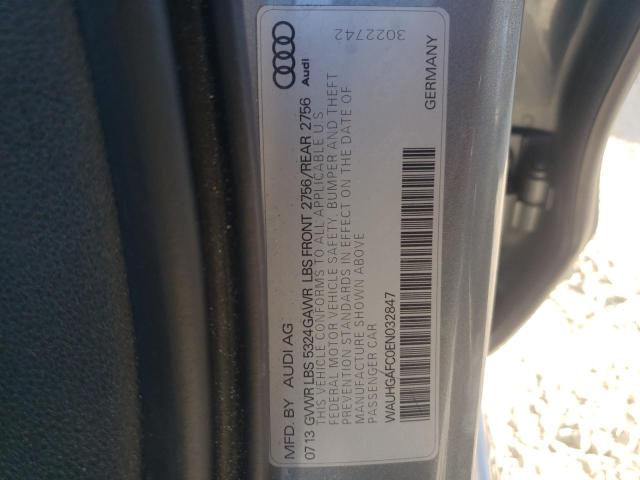 3022742
Audi
GERMANY
MFD. BY AUDI AG
07 13 GVWR LBS 5324 GAWR LBS FRONT 2756/REAR 2756
THIS VEHICLE CONFORMS TO ALL APPLICABLE U S
FEDERAL MOTOR VEHICLE SAFETY, BUMPER AND THEFT
PREVENTION STANDARDS IN EFFECT ON THE DATE OF
MANUFACTURE SHOWN ABOVE
PASSENGER CAR
WAUHGAFC0EN032847